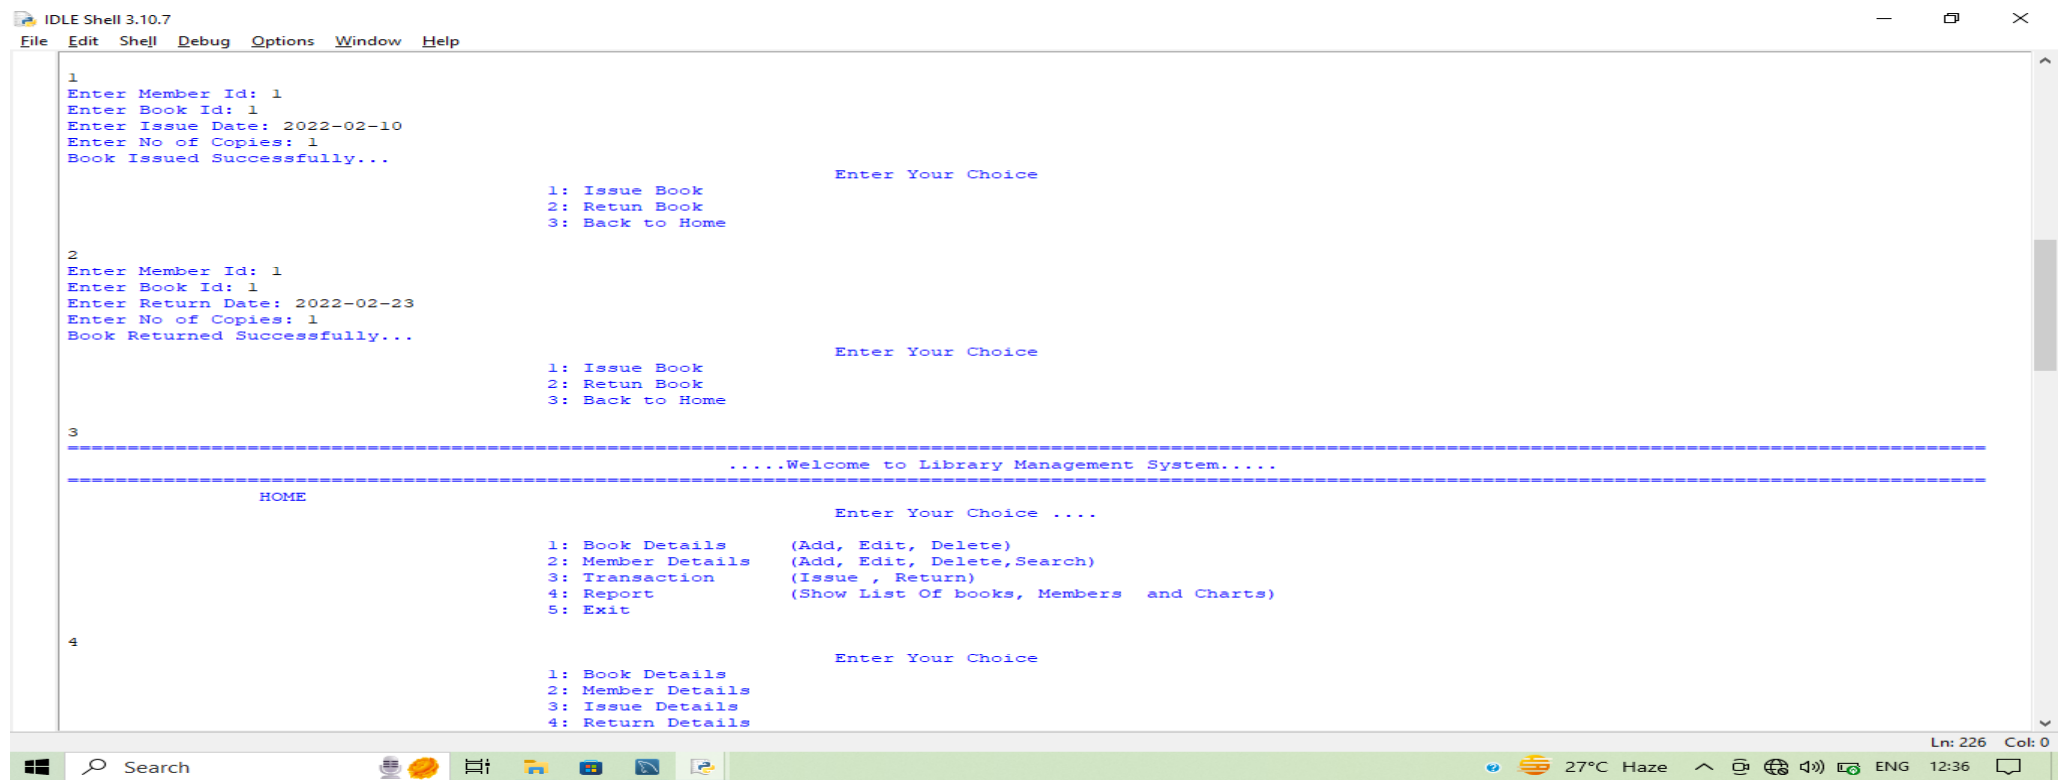 IDLE Shell 3.10.7
File Edit Shell Debug Options Window Help
1
Enter Member Id: 1
Enter Book Id: 1
Enter Issue Date: 2022-02-10
Enter No of Copies: 1
Book Issued Successfully...
Enter Your Choice
1: Issue Book
2: Retun Book
3: Back to Home
2
Enter Member Id: 1
Enter Book Id: 1
Enter Return Date: 2022-02-23
Enter No of Copies: 1
Book Returned Successfully...
Enter Your Choice
1: Issue Book
2: Retun Book
3: Back to Home
3
.....Welcome to Library Management System.....
HOME
Enter Your Choice ....
1: Book Details (Add, Edit, Delete)
2: Member Details (Add, Edit, Delete,Search)
3: Transaction (Issue , Return)
4: Report (Show List Of books, Members and Charts)
5: Exit
4
Enter Your Choice
1: Book Details
2: Member Details
3: Issue Details
4: Return Details
Ln: 226 Col: 0
Search 27°C Haze ENG 12:36